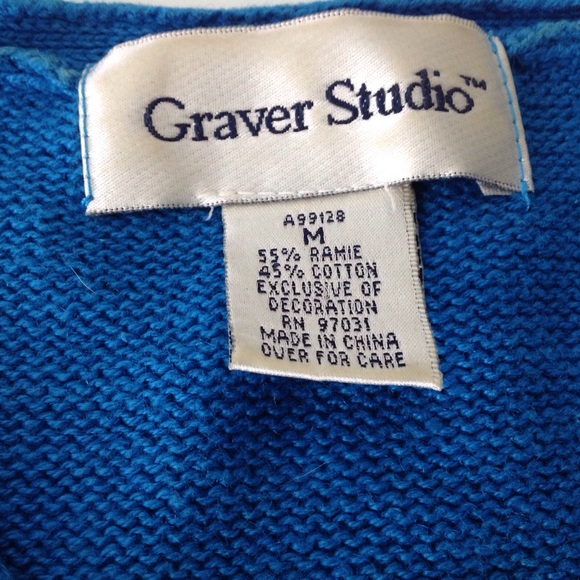 Graver Studio™
A99128
M
55% RAMIE
45% COTTON
EXCLUSIVE OF
DECORATION
RN 97031
MADE IN CHINA
OVER FOR CARE